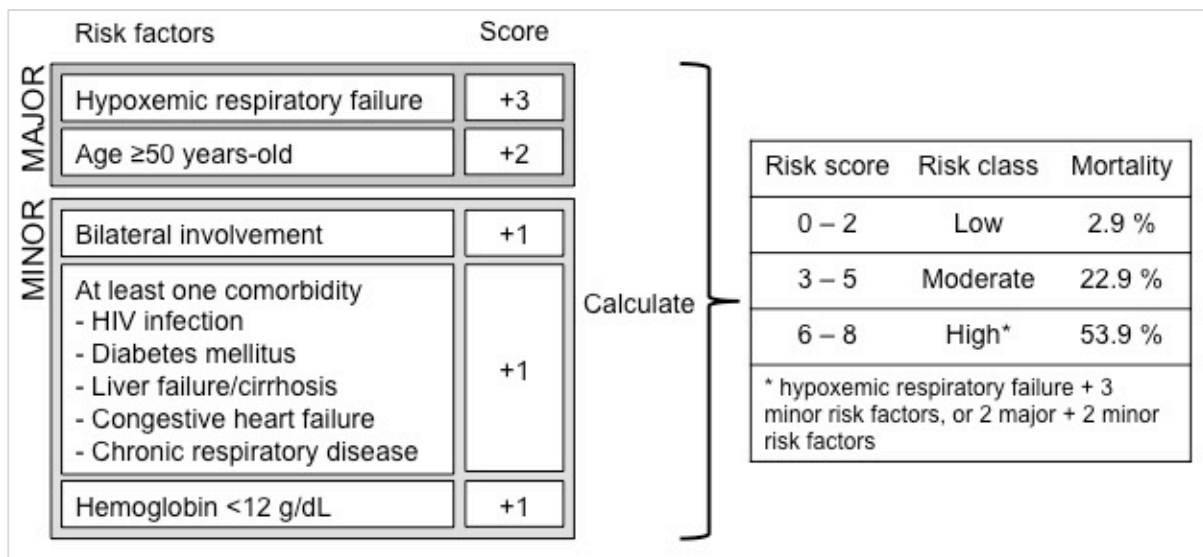 Risk factors Score
MAJOR
Hypoxemic respiratory failure +3
Age ≥50 years-old +2
MINOR
Bilateral involvement +1
At least one comorbidity
- HIV infection
- Diabetes mellitus
- Liver failure/cirrhosis
- Congestive heart failure
- Chronic respiratory disease
+1
Hemoglobin <12 g/dL +1
Calculate
Risk score Risk class Mortality
0 – 2 Low 2.9 %
3 – 5 Moderate 22.9 %
6 – 8 High* 53.9 %
* hypoxemic respiratory failure + 3
minor risk factors, or 2 major + 2 minor
risk factors